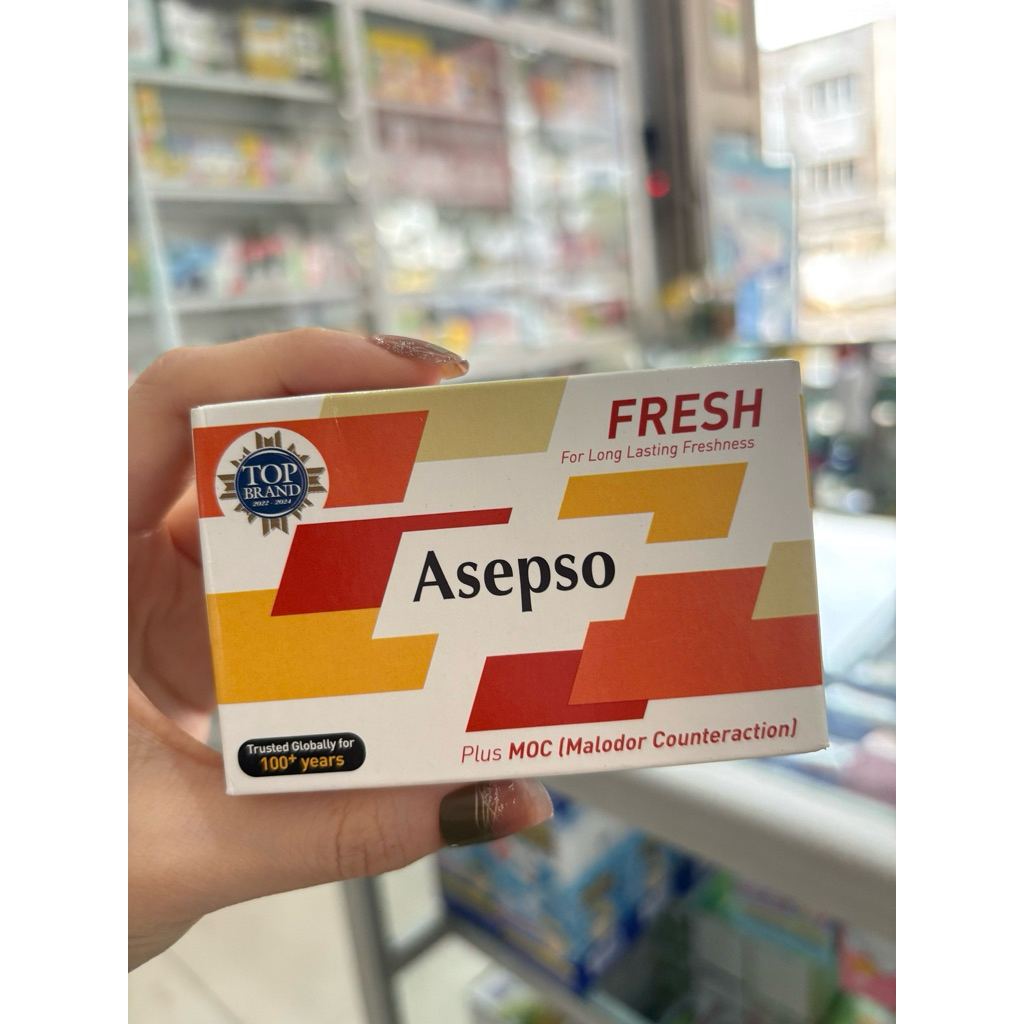 FRESH
For Long Lasting Freshness
TOP
BRAND
2022 - 2024
Asepso
Trusted Globally for
100+ years
Plus MOC (Malodor Counteraction)